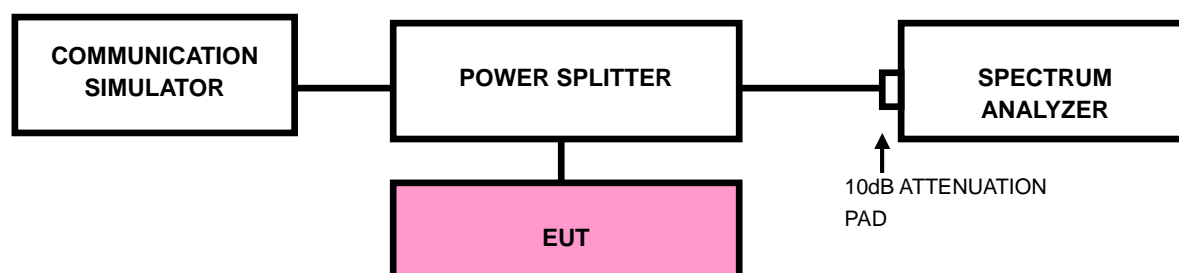 COMMUNICATION
SIMULATOR
POWER SPLITTER
SPECTRUM
ANALYZER
10dB ATTENUATION
PAD
EUT